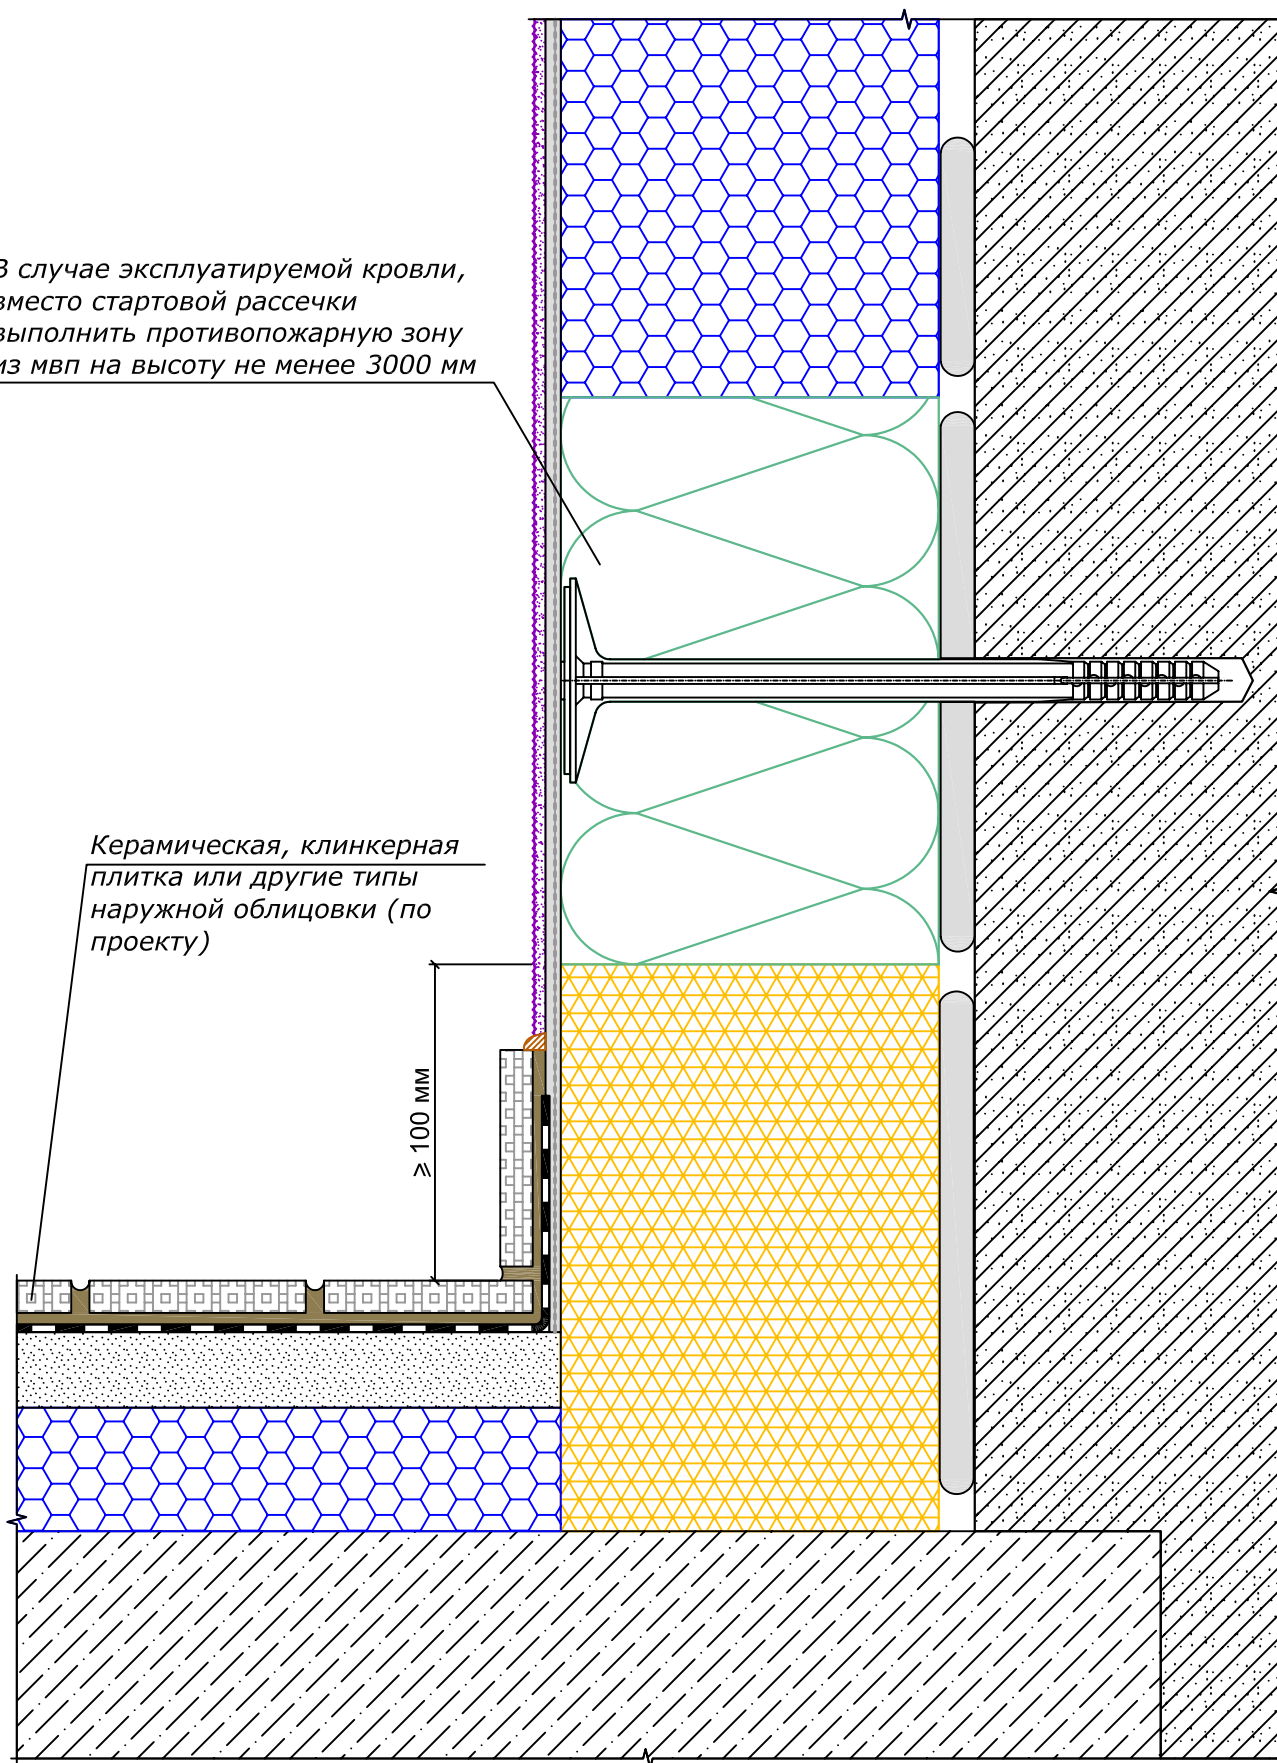 В случае эксплуатируемой кровли,
вместо стартовой рассечки
выполнить противопожарную зону
из мвп на высоту не менее 3000 мм
Керамическая, клинкерная
плитка или другие типы
наружной облицовки (по
проекту)
≥ 100 мм